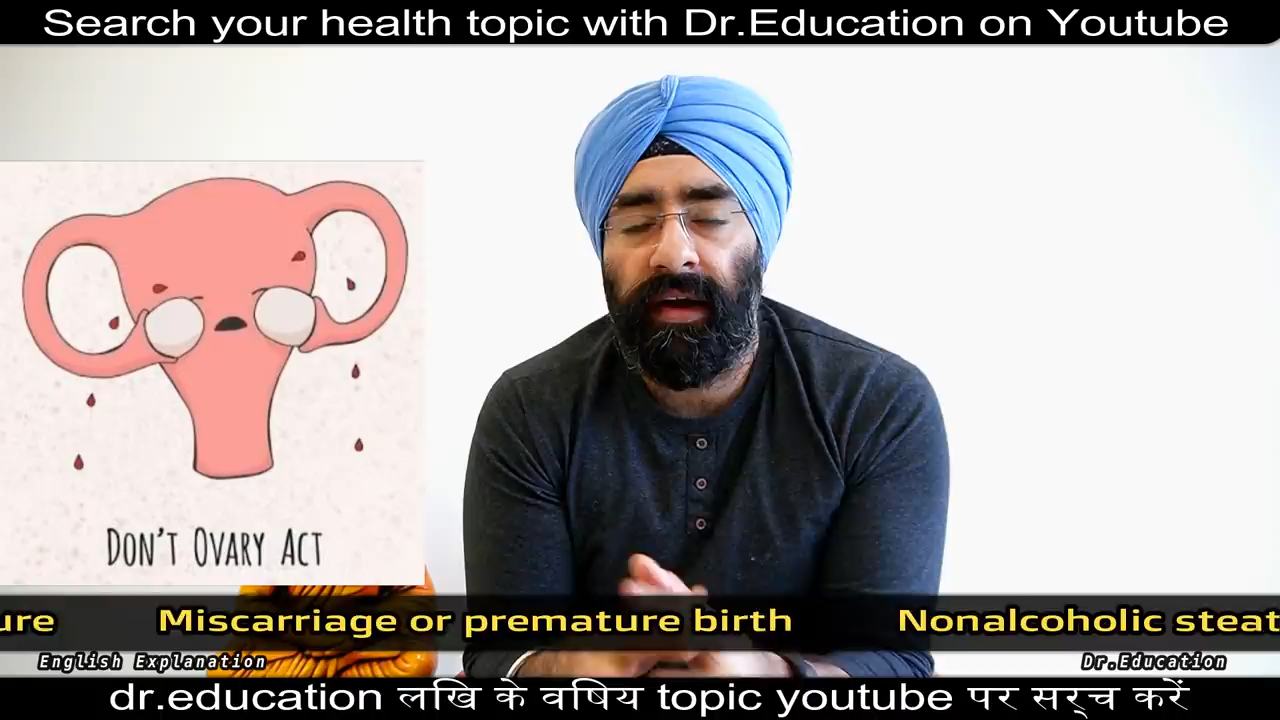 Search your health topic with Dr.Education on Youtube
DON'T OVARY ACT
ure Miscarriage or premature birth Nonalcoholic steat
English Explanation
Dr.Education
dr.education लखि के वषिय topic youtube पर सर्च करें